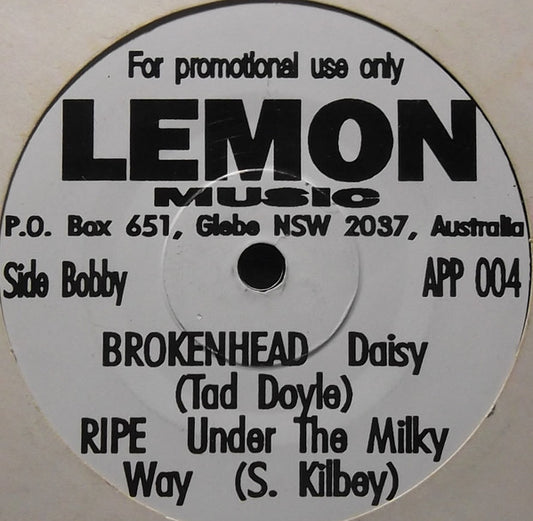 For promotional use only
LEMON
MUSIC
P.O. Box 651, Glebe NSW 2037, Australia
Side Bobby APP 004
BROKENHEAD Daisy
(Tad Doyle)
RIPE Under The Milky
Way (S. Kilbey)